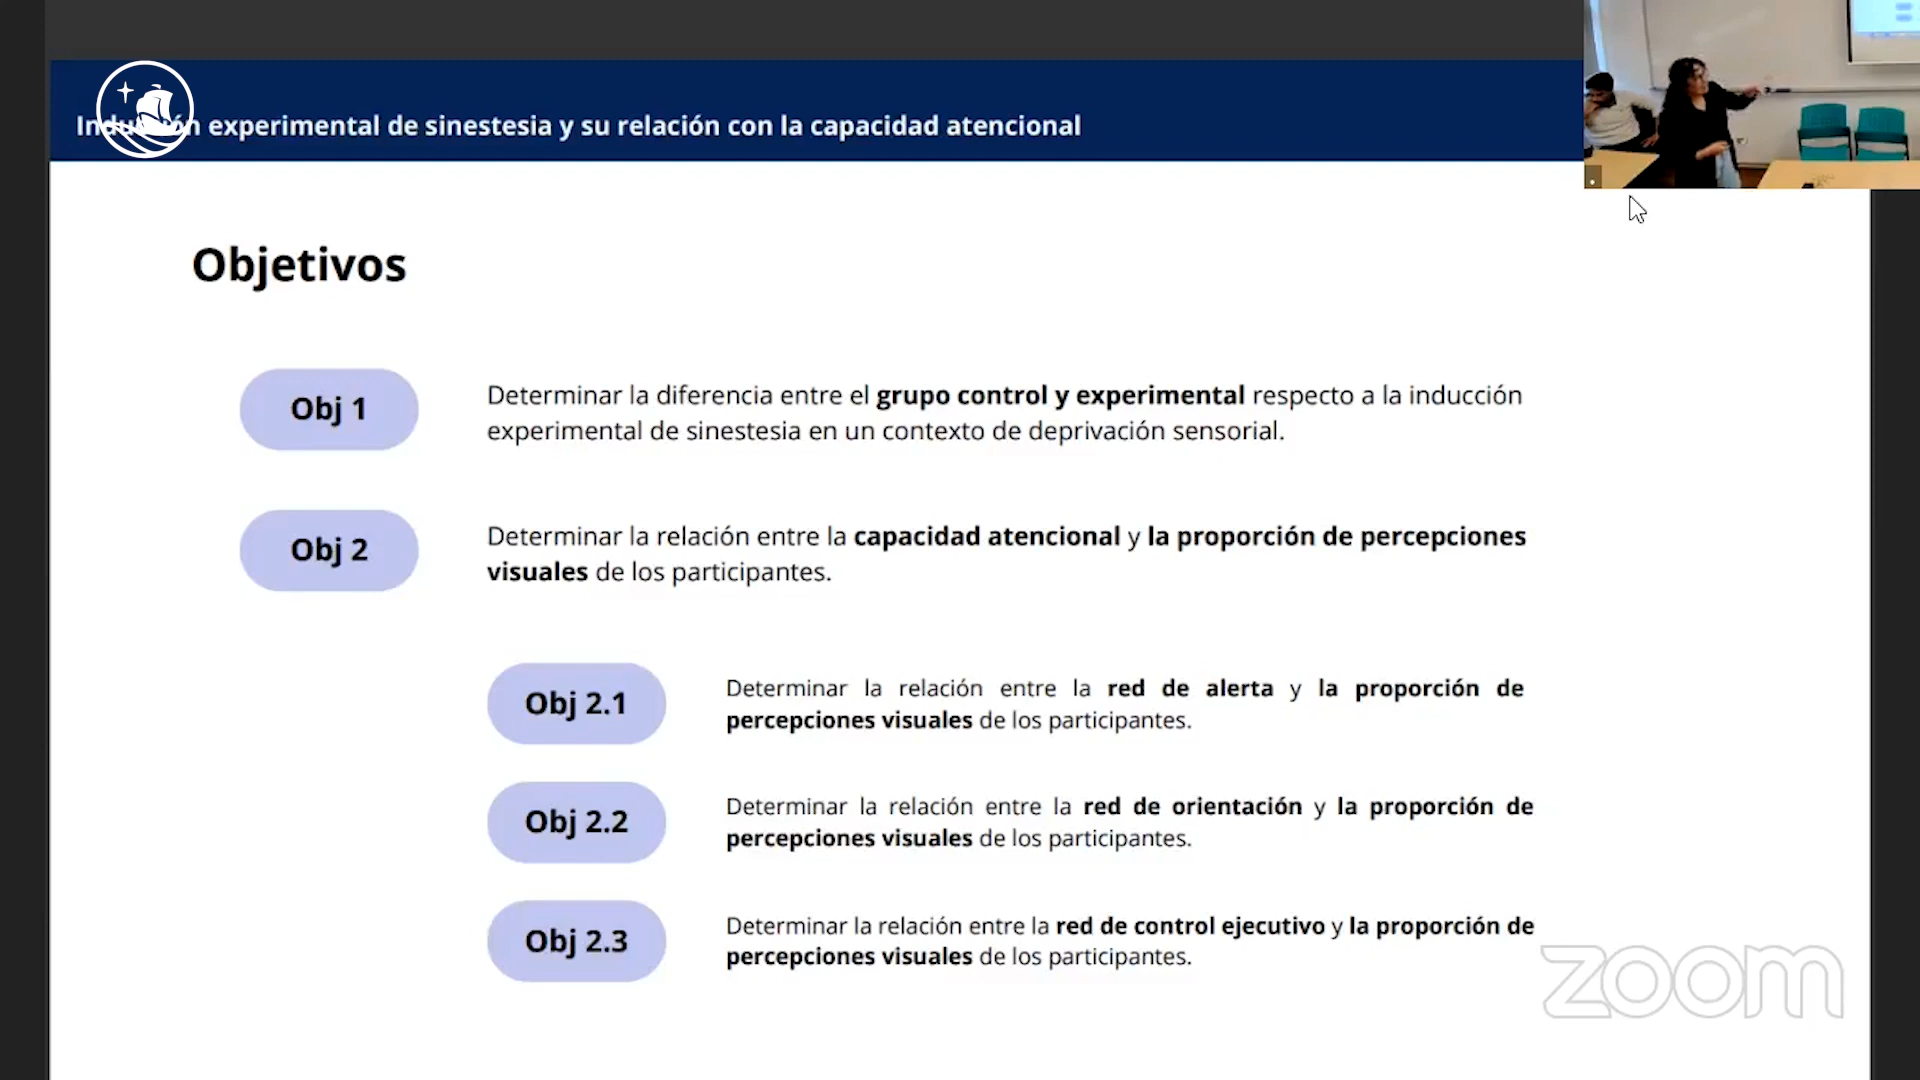 Inducción experimental de sinestesia y su relación con la capacidad atencional
Objetivos
Obj 1
Determinar la diferencia entre el grupo control y experimental respecto a la inducción
experimental de sinestesia en un contexto de deprivación sensorial.
Obj 2
Determinar la relación entre la capacidad atencional y la proporción de percepciones
visuales de los participantes.
Obj 2.1
Determinar la relación entre la red de alerta y la proporción de
percepciones visuales de los participantes.
Obj 2.2
Determinar la relación entre la red de orientación y la proporción de
percepciones visuales de los participantes.
Obj 2.3
Determinar la relación entre la red de control ejecutivo y la proporción de
percepciones visuales de los participantes.
zoom